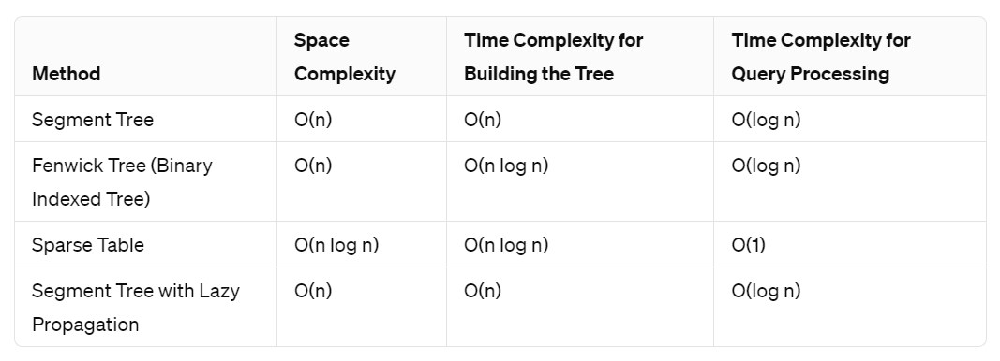 Method
Space
Complexity
Time Complexity for
Building the Tree
Time Complexity for
Query Processing
Segment Tree
O(n)
O(n)
O(log n)
Fenwick Tree (Binary
Indexed Tree)
O(n)
O(n log n)
O(log n)
Sparse Table
O(n log n)
O(n log n)
O(1)
Segment Tree with Lazy
Propagation
O(n)
O(n)
O(log n)